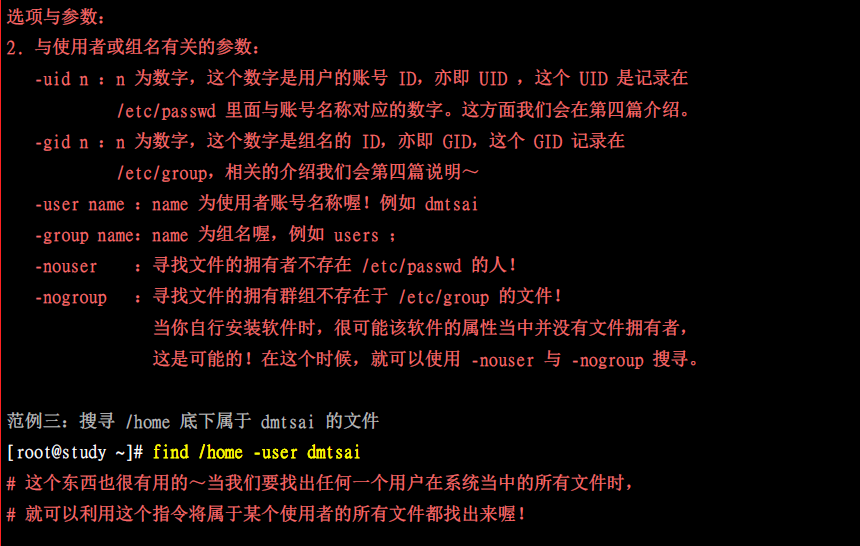 选项与参数：
2. 与使用者或组名有关的参数：
-uid n ：n 为数字，这个数字是用户的账号 ID，亦即 UID ，这个 UID 是记录在
/etc/passwd 里面与账号名称对应的数字。这方面我们会在第四篇介绍。
-gid n ：n 为数字，这个数字是组名的 ID，亦即 GID，这个 GID 记录在
/etc/group，相关的介绍我们会第四篇说明～
-user name ：name 为使用者账号名称喔！例如 dmtsai
-group name：name 为组名喔，例如 users ；
-nouser ：寻找文件的拥有者不存在 /etc/passwd 的人！
-nogroup ：寻找文件的拥有群组不存在于 /etc/group 的文件！
当你自行安装软件时，很可能该软件的属性当中并没有文件拥有者，
这是可能的！在这个时候，就可以使用 -nouser 与 -nogroup 搜寻。
范例三：搜寻 /home 底下属于 dmtsai 的文件
[root@study ~]# find /home -user dmtsai
# 这个东西也很有用的～当我们要找出任何一个用户在系统当中的所有文件时，
# 就可以利用这个指令将属于某个使用者的所有文件都找出来喔！